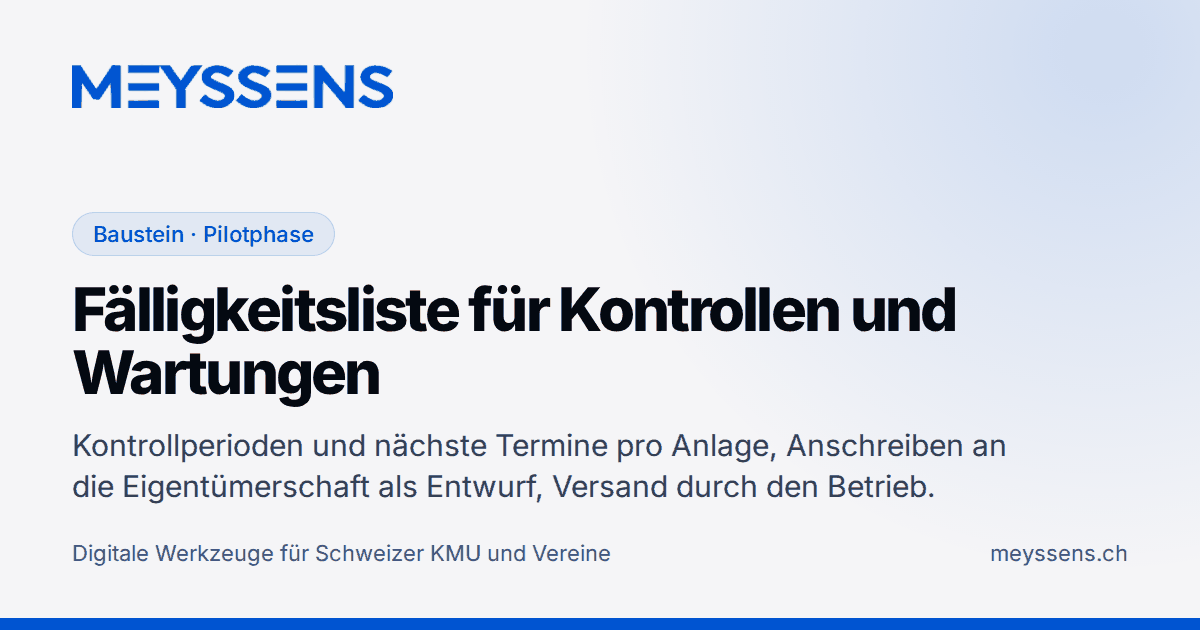 MEYSSENS
Baustein · Pilotphase
Fälligkeitsliste für Kontrollen und
Wartungen
Kontrollperioden und nächste Termine pro Anlage, Anschreiben an
die Eigentümerschaft als Entwurf, Versand durch den Betrieb.
Digitale Werkzeuge für Schweizer KMU und Vereine
meyssens.ch